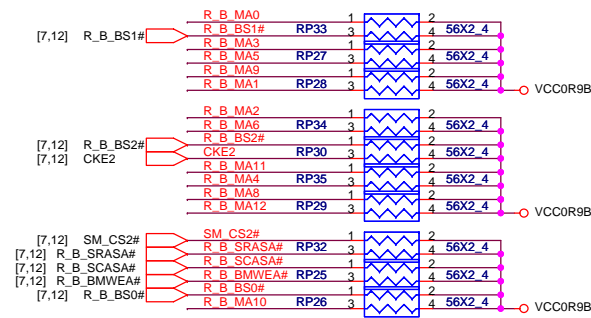 R_B_MA0 1 2
[7,12] R_B_BS1# R_B_BS1# RP33 3 4 56X2_4
R_B_MA3 1 2
R_B_MA5 RP27 3 4 56X2_4
R_B_MA9 1 2
R_B_MA1 RP28 3 4 56X2_4 VCC0R9B
R_B_MA2 1 2
R_B_MA6 RP34 3 4 56X2_4
[7,12] R_B_BS2# R_B_BS2# 1 2
[7,12] CKE2 CKE2 RP30 3 4 56X2_4
R_B_MA11 1 2
R_B_MA4 RP35 3 4 56X2_4
R_B_MA8 1 2
R_B_MA12 RP29 3 4 56X2_4 VCC0R9B
[7,12] SM_CS2# SM_CS2# 1 2
[7,12] R_B_SRASA# R_B_SRASA# RP32 3 4 56X2_4
[7,12] R_B_SCASA# R_B_SCASA# 1 2
[7,12] R_B_BMWEA# R_B_BMWEA# RP25 3 4 56X2_4
[7,12] R_B_BS0# R_B_BS0# 1 2
R_B_MA10 RP26 3 4 56X2_4 VCC0R9B